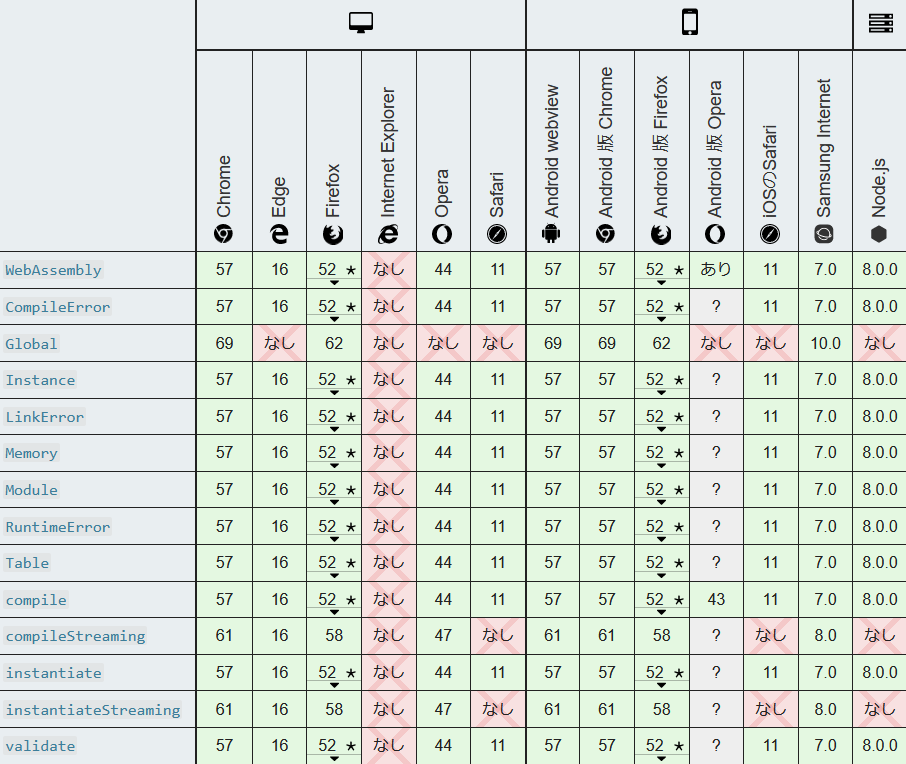 Chrome Edge Firefox Internet Explorer Opera Safari Android webview Android 版 Chrome Android 版 Firefox Android 版 Opera iOSのSafari Samsung Internet Node.js
WebAssembly 57 16 52 * なし 44 11 57 57 52 * あり 11 7.0 8.0.0
CompileError 57 16 52 * なし 44 11 57 57 52 * ? 11 7.0 8.0.0
Global 69 なし 62 なし なし なし 69 69 62 なし なし 10.0 なし
Instance 57 16 52 * なし 44 11 57 57 52 * ? 11 7.0 8.0.0
LinkError 57 16 52 * なし 44 11 57 57 52 * ? 11 7.0 8.0.0
Memory 57 16 52 * なし 44 11 57 57 52 * ? 11 7.0 8.0.0
Module 57 16 52 * なし 44 11 57 57 52 * ? 11 7.0 8.0.0
RuntimeError 57 16 52 * なし 44 11 57 57 52 * ? 11 7.0 8.0.0
Table 57 16 52 * なし 44 11 57 57 52 * ? 11 7.0 8.0.0
compile 57 16 52 * なし 44 11 57 57 52 * 43 11 7.0 8.0.0
compileStreaming 61 16 58 なし 47 なし 61 61 58 ? なし 8.0 なし
instantiate 57 16 52 * なし 44 11 57 57 52 * ? 11 7.0 8.0.0
instantiateStreaming 61 16 58 なし 47 なし 61 61 58 ? なし 8.0 なし
validate 57 16 52 * なし 44 11 57 57 52 * ? 11 7.0 8.0.0